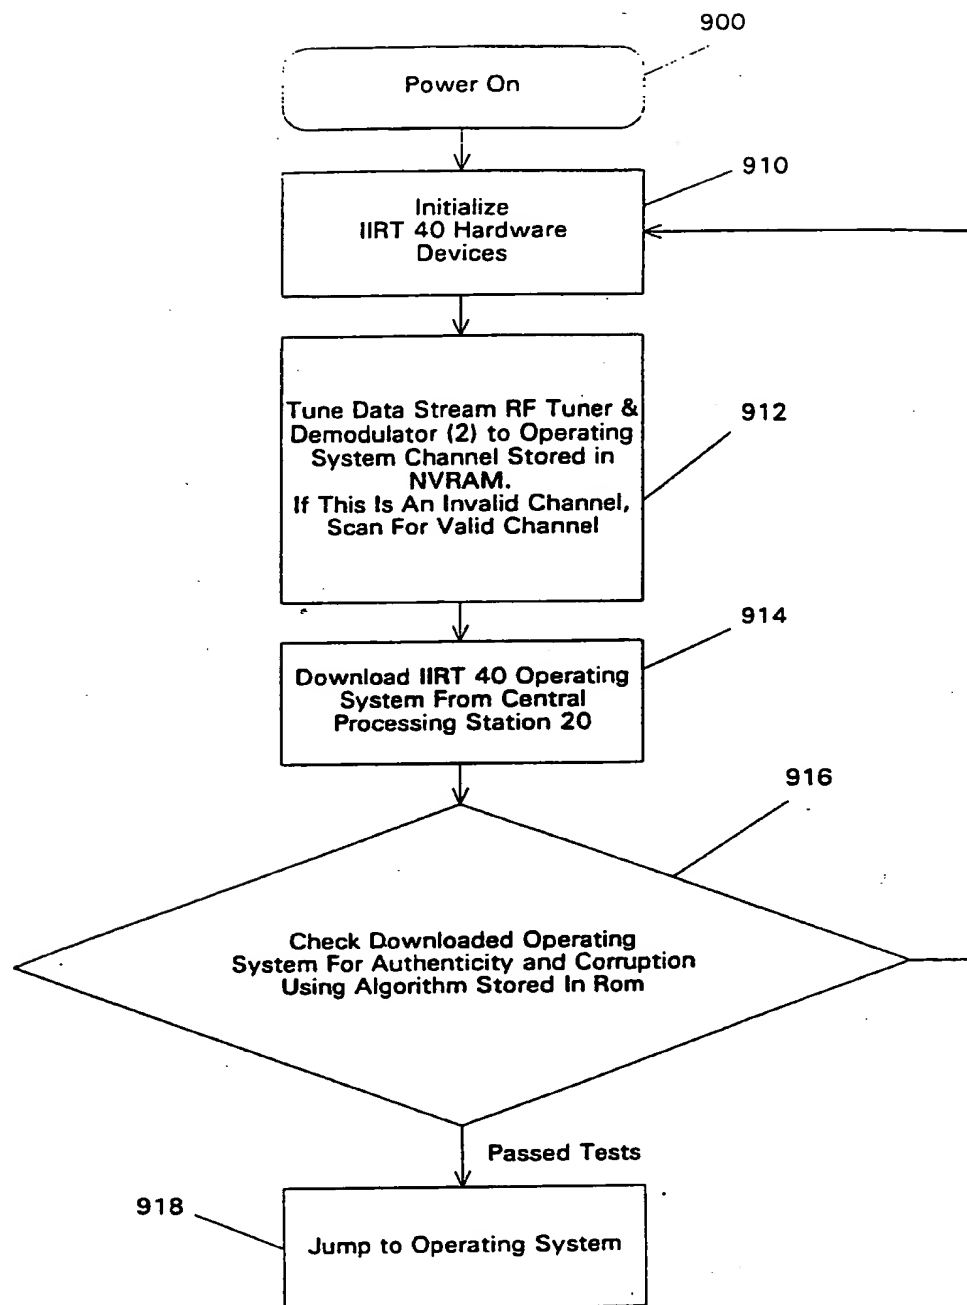 900
Power On
910
Initialize
IIRT 40 Hardware
Devices
912
Tune Data Stream RF Tuner &
Demodulator (2) to Operating
System Channel Stored in
NVRAM.
If This Is An Invalid Channel,
Scan For Valid Channel
914
Download IIRT 40 Operating
System From Central
Processing Station 20
916
Check Downloaded Operating
System For Authenticity and Corruption
Using Algorithm Stored In Rom
Passed Tests
918
Jump to Operating System